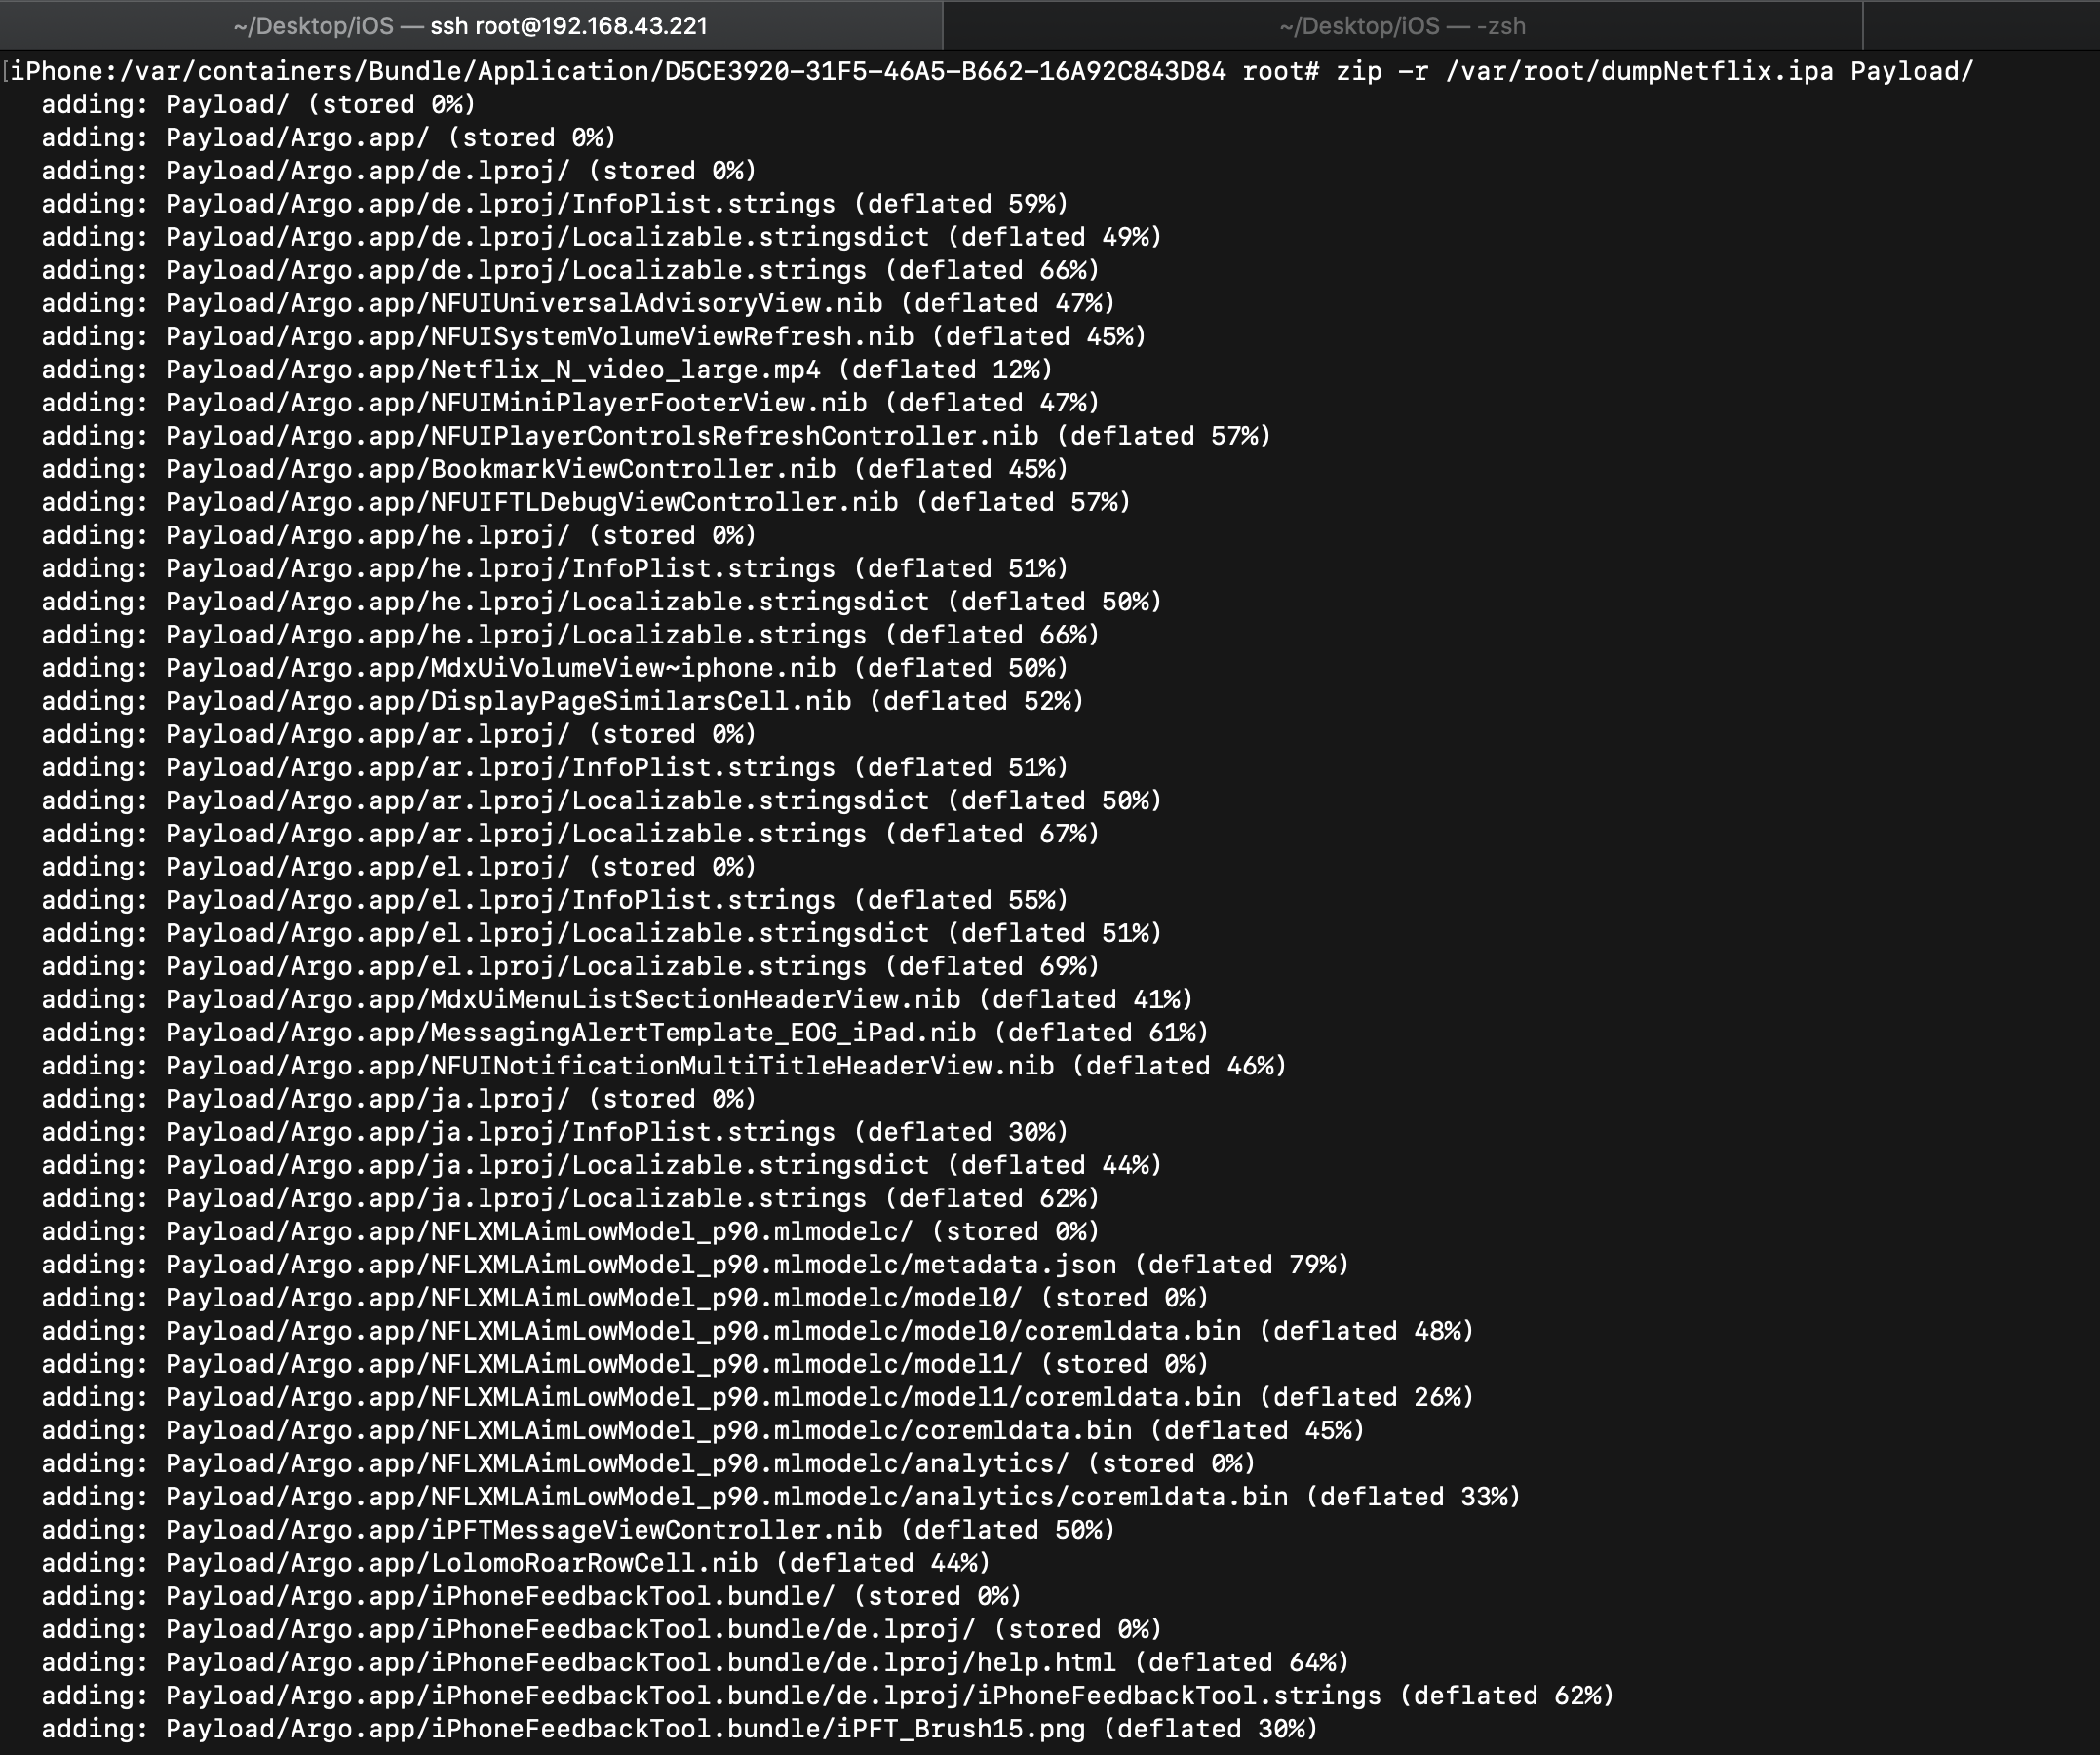 ~/Desktop/iOS — ssh root@192.168.43.221
~/Desktop/iOS — -zsh
[iPhone:/var/containers/Bundle/Application/D5CE3920-31F5-46A5-B662-16A92C843D84 root# zip -r /var/root/dumpNetflix.ipa Payload/
adding: Payload/ (stored 0%)
adding: Payload/Argo.app/ (stored 0%)
adding: Payload/Argo.app/de.lproj/ (stored 0%)
adding: Payload/Argo.app/de.lproj/InfoPlist.strings (deflated 59%)
adding: Payload/Argo.app/de.lproj/Localizable.stringsdict (deflated 49%)
adding: Payload/Argo.app/de.lproj/Localizable.strings (deflated 66%)
adding: Payload/Argo.app/NFUIUniversalAdvisoryView.nib (deflated 47%)
adding: Payload/Argo.app/NFUISystemVolumeViewRefresh.nib (deflated 45%)
adding: Payload/Argo.app/Netflix_N_video_large.mp4 (deflated 12%)
adding: Payload/Argo.app/NFUIMiniPlayerFooterView.nib (deflated 47%)
adding: Payload/Argo.app/NFUIPlayerControlsRefreshController.nib (deflated 57%)
adding: Payload/Argo.app/BookmarkViewController.nib (deflated 45%)
adding: Payload/Argo.app/NFUIFTLDebugViewController.nib (deflated 57%)
adding: Payload/Argo.app/he.lproj/ (stored 0%)
adding: Payload/Argo.app/he.lproj/InfoPlist.strings (deflated 51%)
adding: Payload/Argo.app/he.lproj/Localizable.stringsdict (deflated 50%)
adding: Payload/Argo.app/he.lproj/Localizable.strings (deflated 66%)
adding: Payload/Argo.app/MdxUiVolumeView~iphone.nib (deflated 50%)
adding: Payload/Argo.app/DisplayPageSimilarsCell.nib (deflated 52%)
adding: Payload/Argo.app/ar.lproj/ (stored 0%)
adding: Payload/Argo.app/ar.lproj/InfoPlist.strings (deflated 51%)
adding: Payload/Argo.app/ar.lproj/Localizable.stringsdict (deflated 50%)
adding: Payload/Argo.app/ar.lproj/Localizable.strings (deflated 67%)
adding: Payload/Argo.app/el.lproj/ (stored 0%)
adding: Payload/Argo.app/el.lproj/InfoPlist.strings (deflated 55%)
adding: Payload/Argo.app/el.lproj/Localizable.stringsdict (deflated 51%)
adding: Payload/Argo.app/el.lproj/Localizable.strings (deflated 69%)
adding: Payload/Argo.app/MdxUiMenuListSectionHeaderView.nib (deflated 41%)
adding: Payload/Argo.app/MessagingAlertTemplate_EOG_iPad.nib (deflated 61%)
adding: Payload/Argo.app/NFUINotificationMultiTitleHeaderView.nib (deflated 46%)
adding: Payload/Argo.app/ja.lproj/ (stored 0%)
adding: Payload/Argo.app/ja.lproj/InfoPlist.strings (deflated 30%)
adding: Payload/Argo.app/ja.lproj/Localizable.stringsdict (deflated 44%)
adding: Payload/Argo.app/ja.lproj/Localizable.strings (deflated 62%)
adding: Payload/Argo.app/NFLXMLAimLowModel_p90.mlmodelc/ (stored 0%)
adding: Payload/Argo.app/NFLXMLAimLowModel_p90.mlmodelc/metadata.json (deflated 79%)
adding: Payload/Argo.app/NFLXMLAimLowModel_p90.mlmodelc/model0/ (stored 0%)
adding: Payload/Argo.app/NFLXMLAimLowModel_p90.mlmodelc/model0/coremldata.bin (deflated 48%)
adding: Payload/Argo.app/NFLXMLAimLowModel_p90.mlmodelc/model1/ (stored 0%)
adding: Payload/Argo.app/NFLXMLAimLowModel_p90.mlmodelc/model1/coremldata.bin (deflated 26%)
adding: Payload/Argo.app/NFLXMLAimLowModel_p90.mlmodelc/coremldata.bin (deflated 45%)
adding: Payload/Argo.app/NFLXMLAimLowModel_p90.mlmodelc/analytics/ (stored 0%)
adding: Payload/Argo.app/NFLXMLAimLowModel_p90.mlmodelc/analytics/coremldata.bin (deflated 33%)
adding: Payload/Argo.app/iPFTMessageViewController.nib (deflated 50%)
adding: Payload/Argo.app/LolomoRoarRowCell.nib (deflated 44%)
adding: Payload/Argo.app/iPhoneFeedbackTool.bundle/ (stored 0%)
adding: Payload/Argo.app/iPhoneFeedbackTool.bundle/de.lproj/ (stored 0%)
adding: Payload/Argo.app/iPhoneFeedbackTool.bundle/de.lproj/help.html (deflated 64%)
adding: Payload/Argo.app/iPhoneFeedbackTool.bundle/de.lproj/iPhoneFeedbackTool.strings (deflated 62%)
adding: Payload/Argo.app/iPhoneFeedbackTool.bundle/iPFT_Brush15.png (deflated 30%)